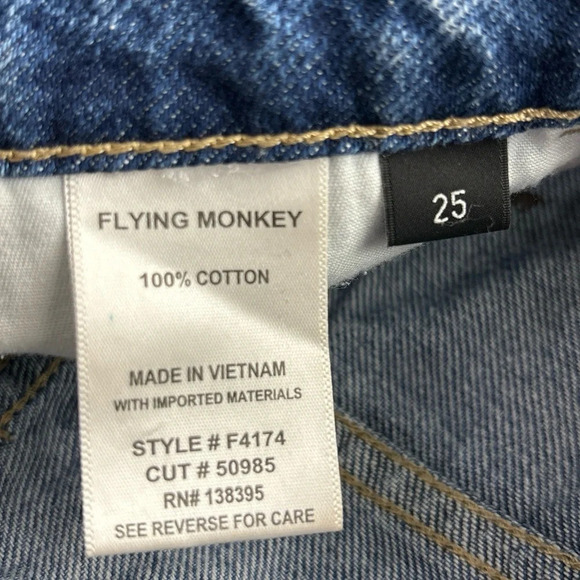 FLYING MONKEY
100% COTTON
MADE IN VIETNAM
WITH IMPORTED MATERIALS
STYLE # F4174
CUT # 50985
RN# 138395
SEE REVERSE FOR CARE
25